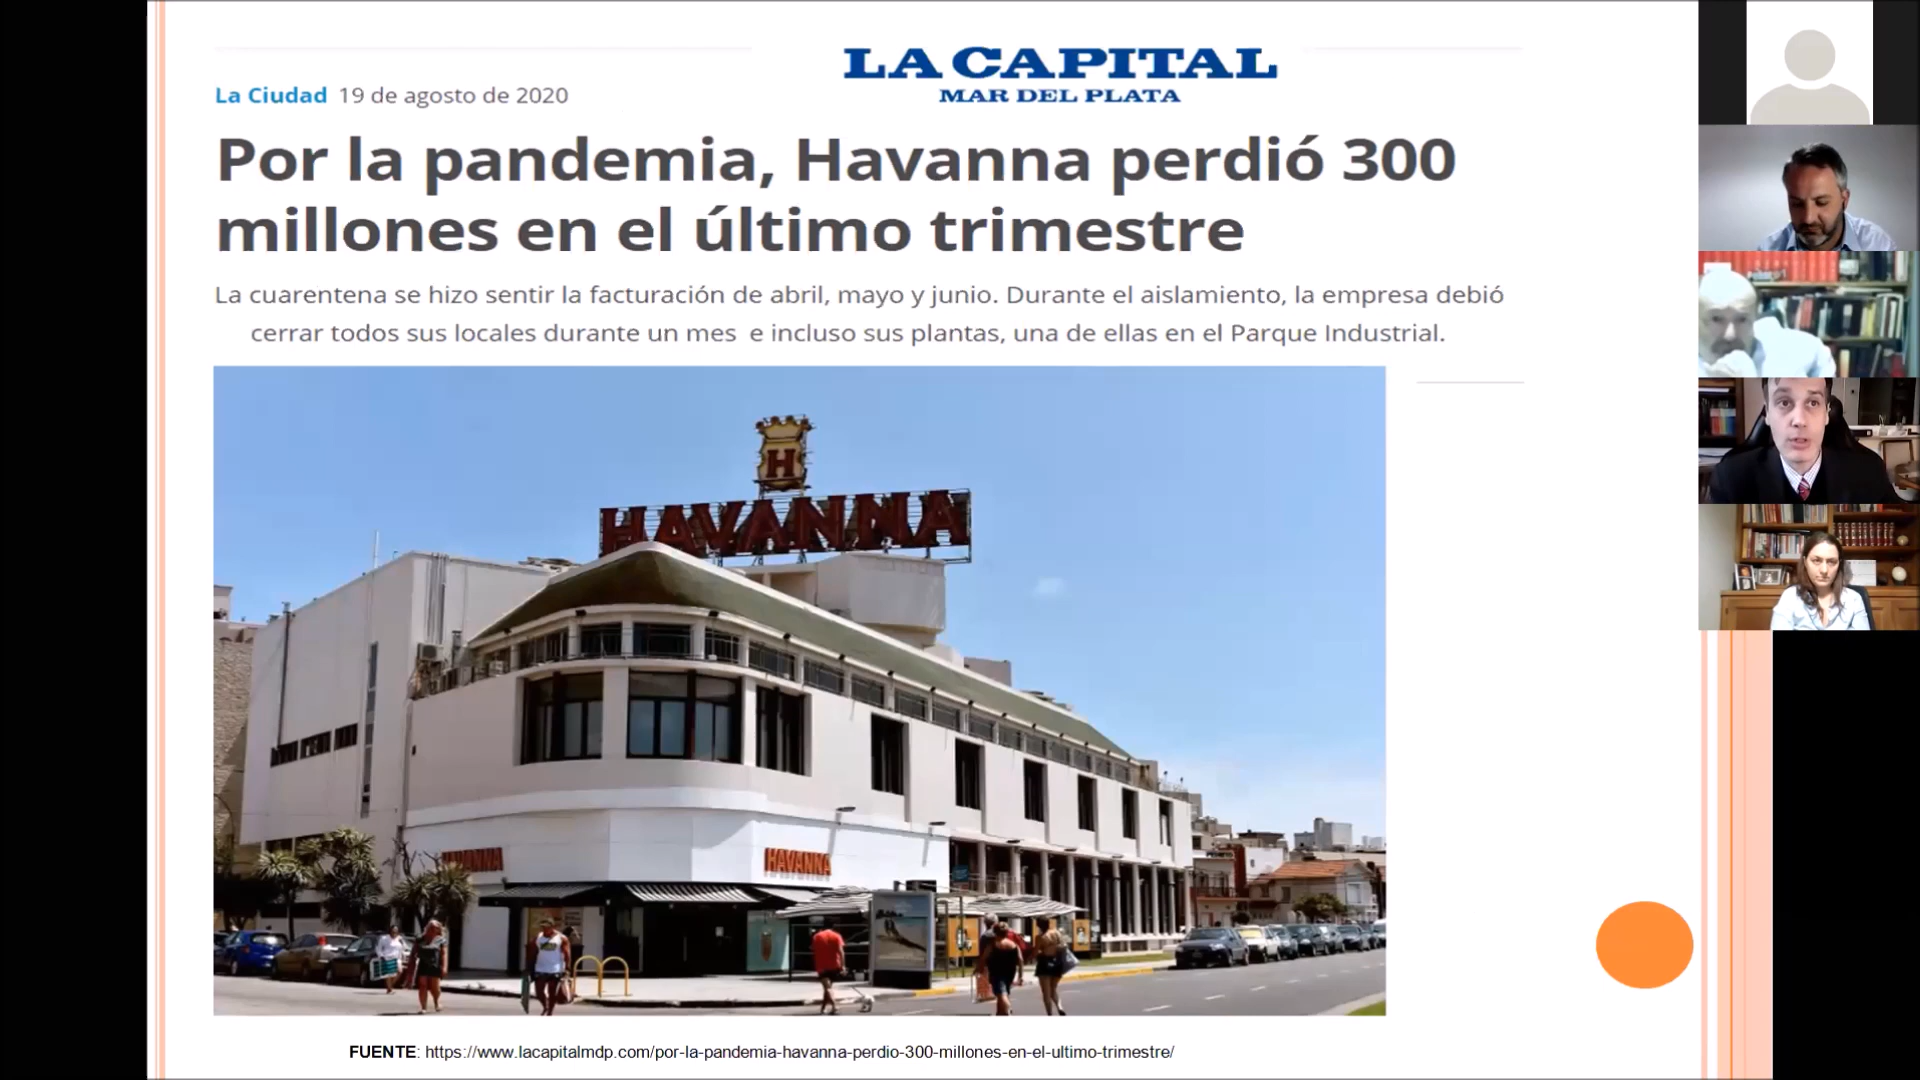 LA CAPITAL
MAR DEL PLATA
La Ciudad 19 de agosto de 2020
Por la pandemia, Havanna perdió 300
millones en el último trimestre
La cuarentena se hizo sentir la facturación de abril, mayo y junio. Durante el aislamiento, la empresa debió
cerrar todos sus locales durante un mes e incluso sus plantas, una de ellas en el Parque Industrial.
H
HAVANNA
HAVANNA
HAVANNA
FUENTE: https://www.lacapitalmdp.com/por-la-pandemia-havanna-perdio-300-millones-en-el-ultimo-trimestre/